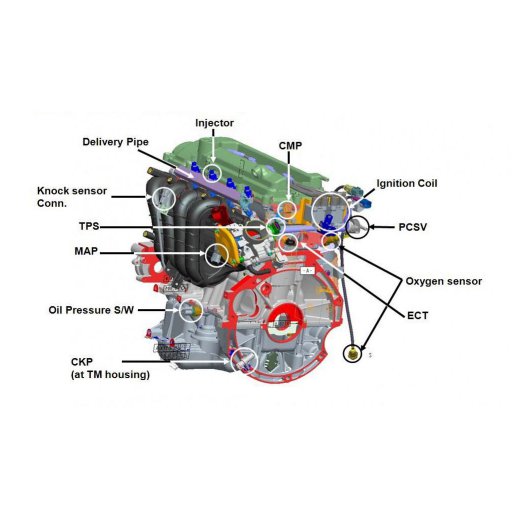 Injector
Delivery Pipe
CMP
Knock sensor
Conn.
Ignition Coil
TPS
PCSV
MAP
Oxygen sensor
Oil Pressure S/W
ECT
CKP
(at TM housing)
- A -
S